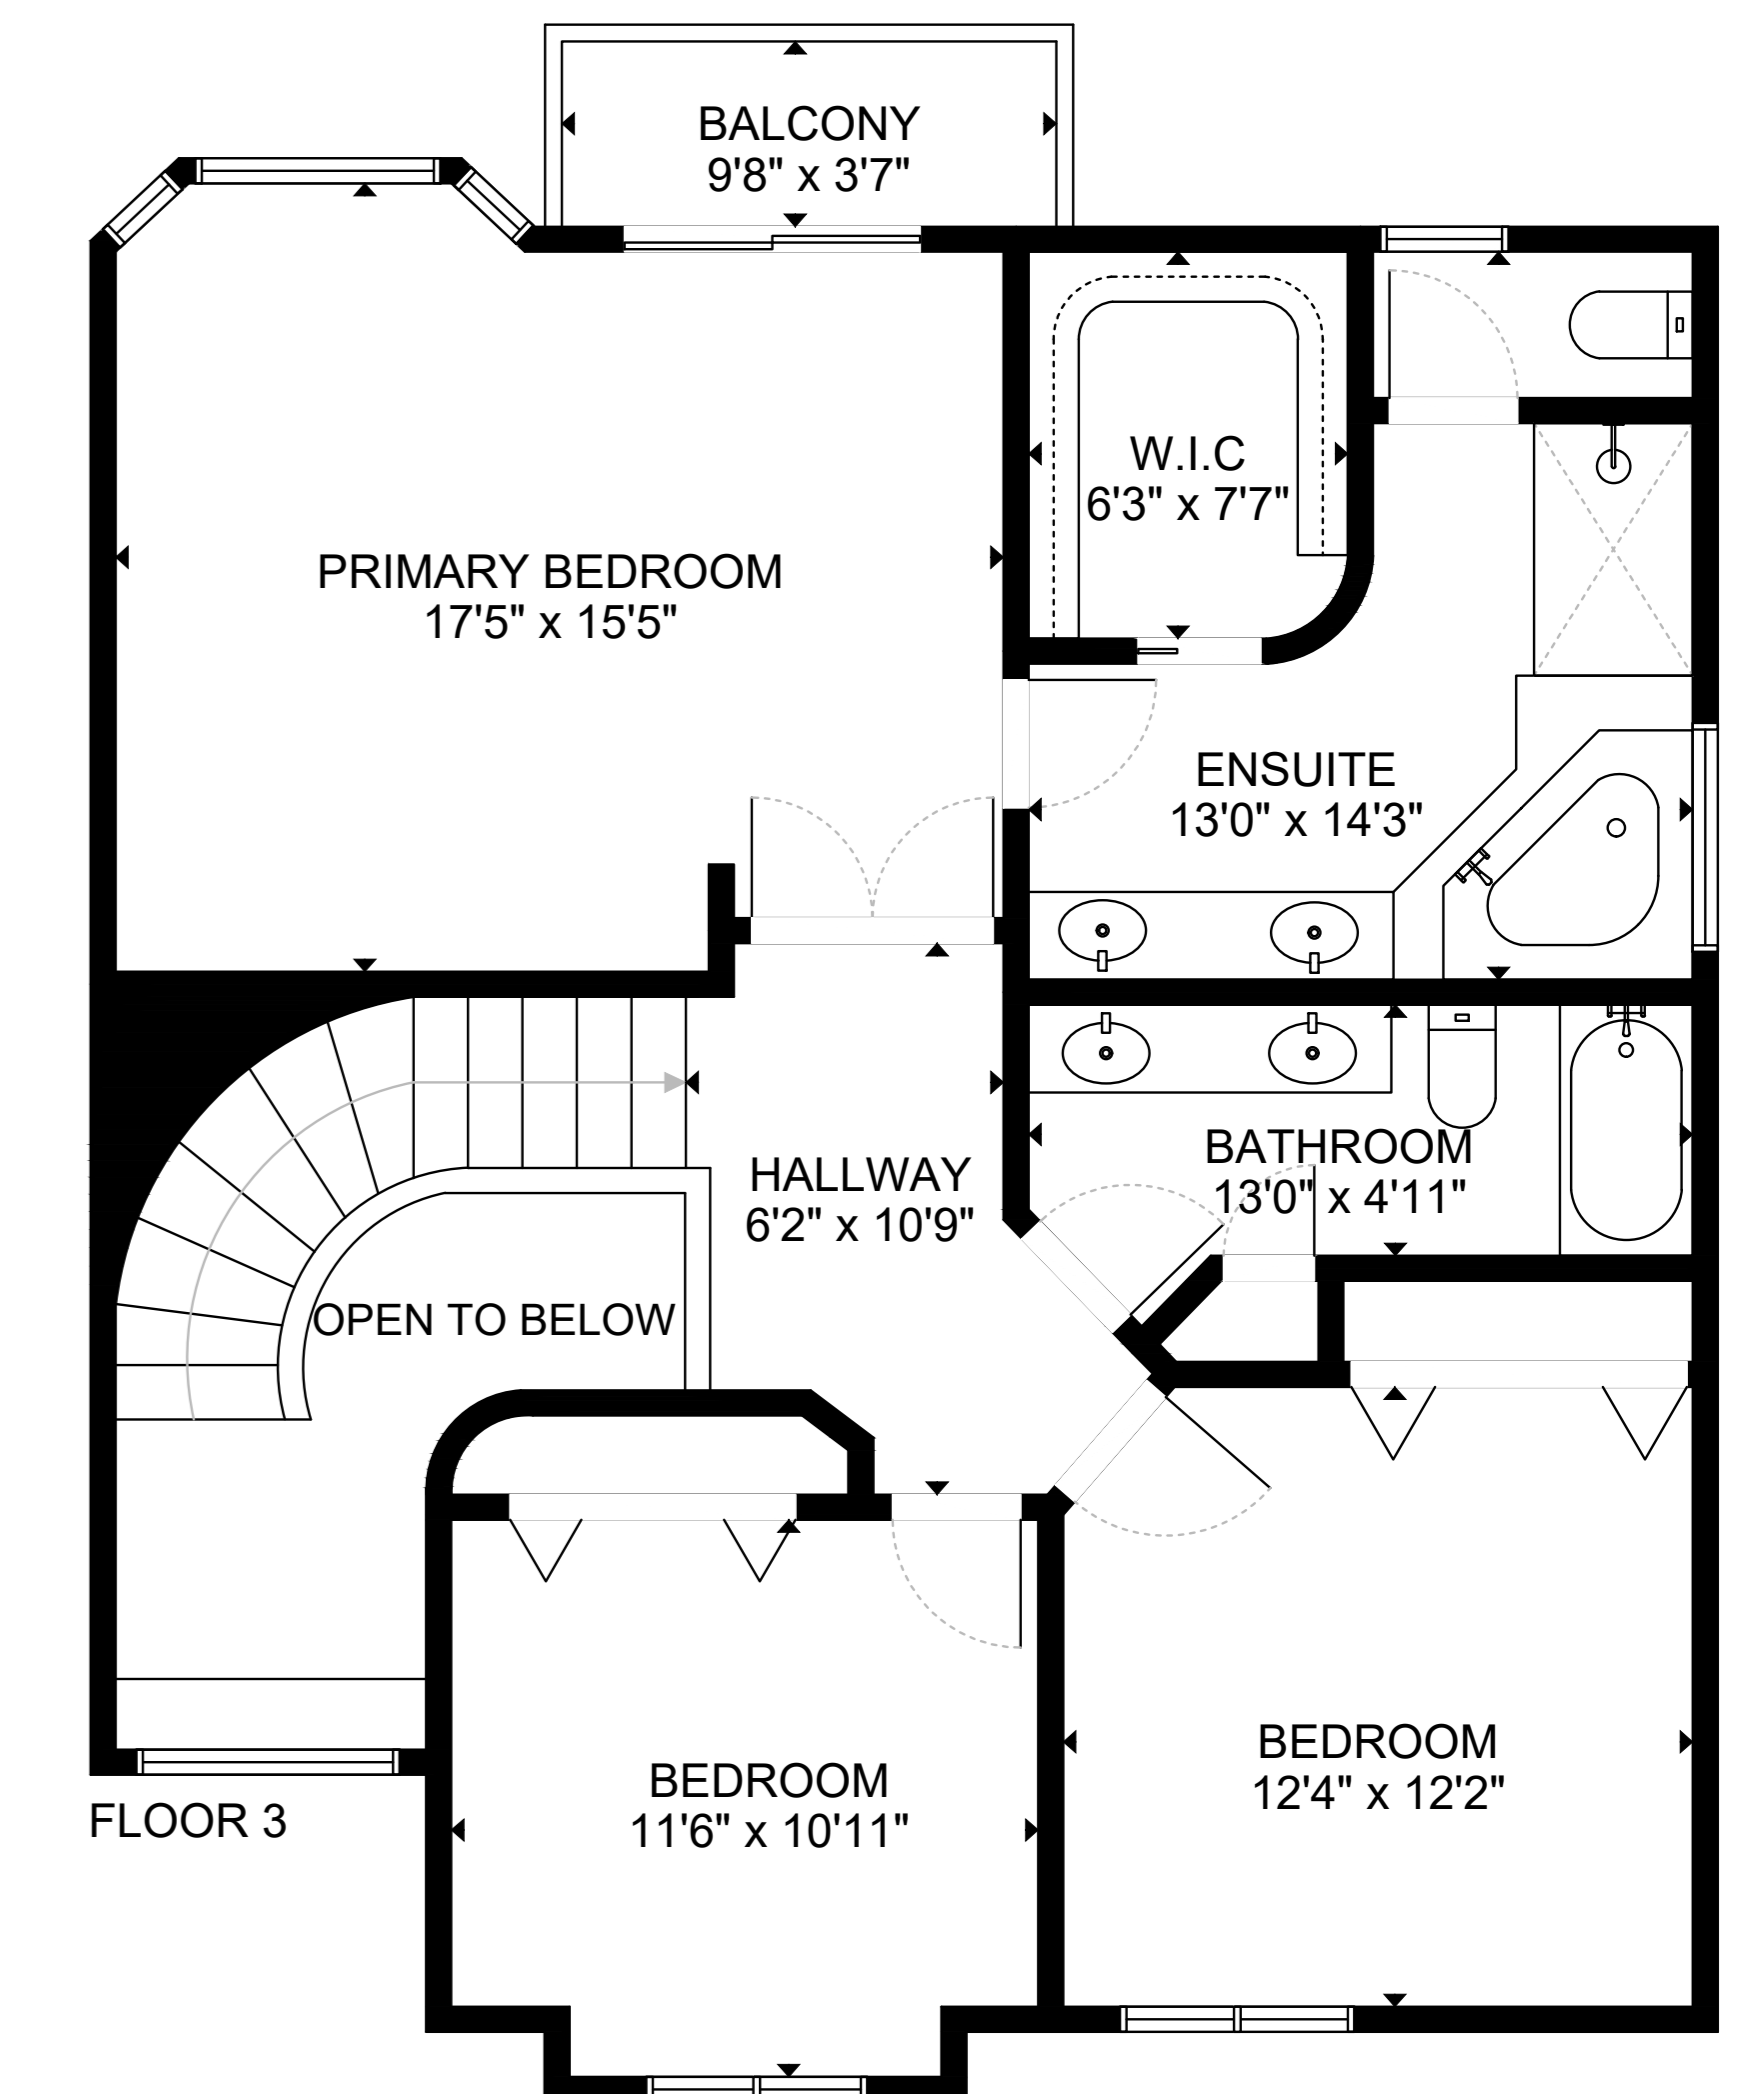 BALCONY
9'8" x 3'7"
W.I.C
6'3" x 7'7"
PRIMARY BEDROOM
17'5" x 15'5"
ENSUITE
13'0" x 14'3"
BATHROOM
13'0" x 4'11"
HALLWAY
6'2" x 10'9"
OPEN TO BELOW
BEDROOM
12'4" x 12'2"
BEDROOM
11'6" x 10'11"
FLOOR 3